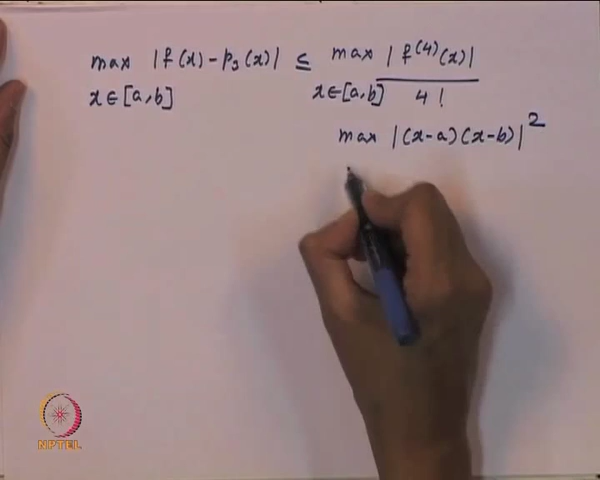 max |f(x) - p₃(x)| ≤ max |f⁽⁴⁾(x)|
x∈[a,b] x∈[a,b] 4!
max |(x-a)(x-b)|²
NPTEL